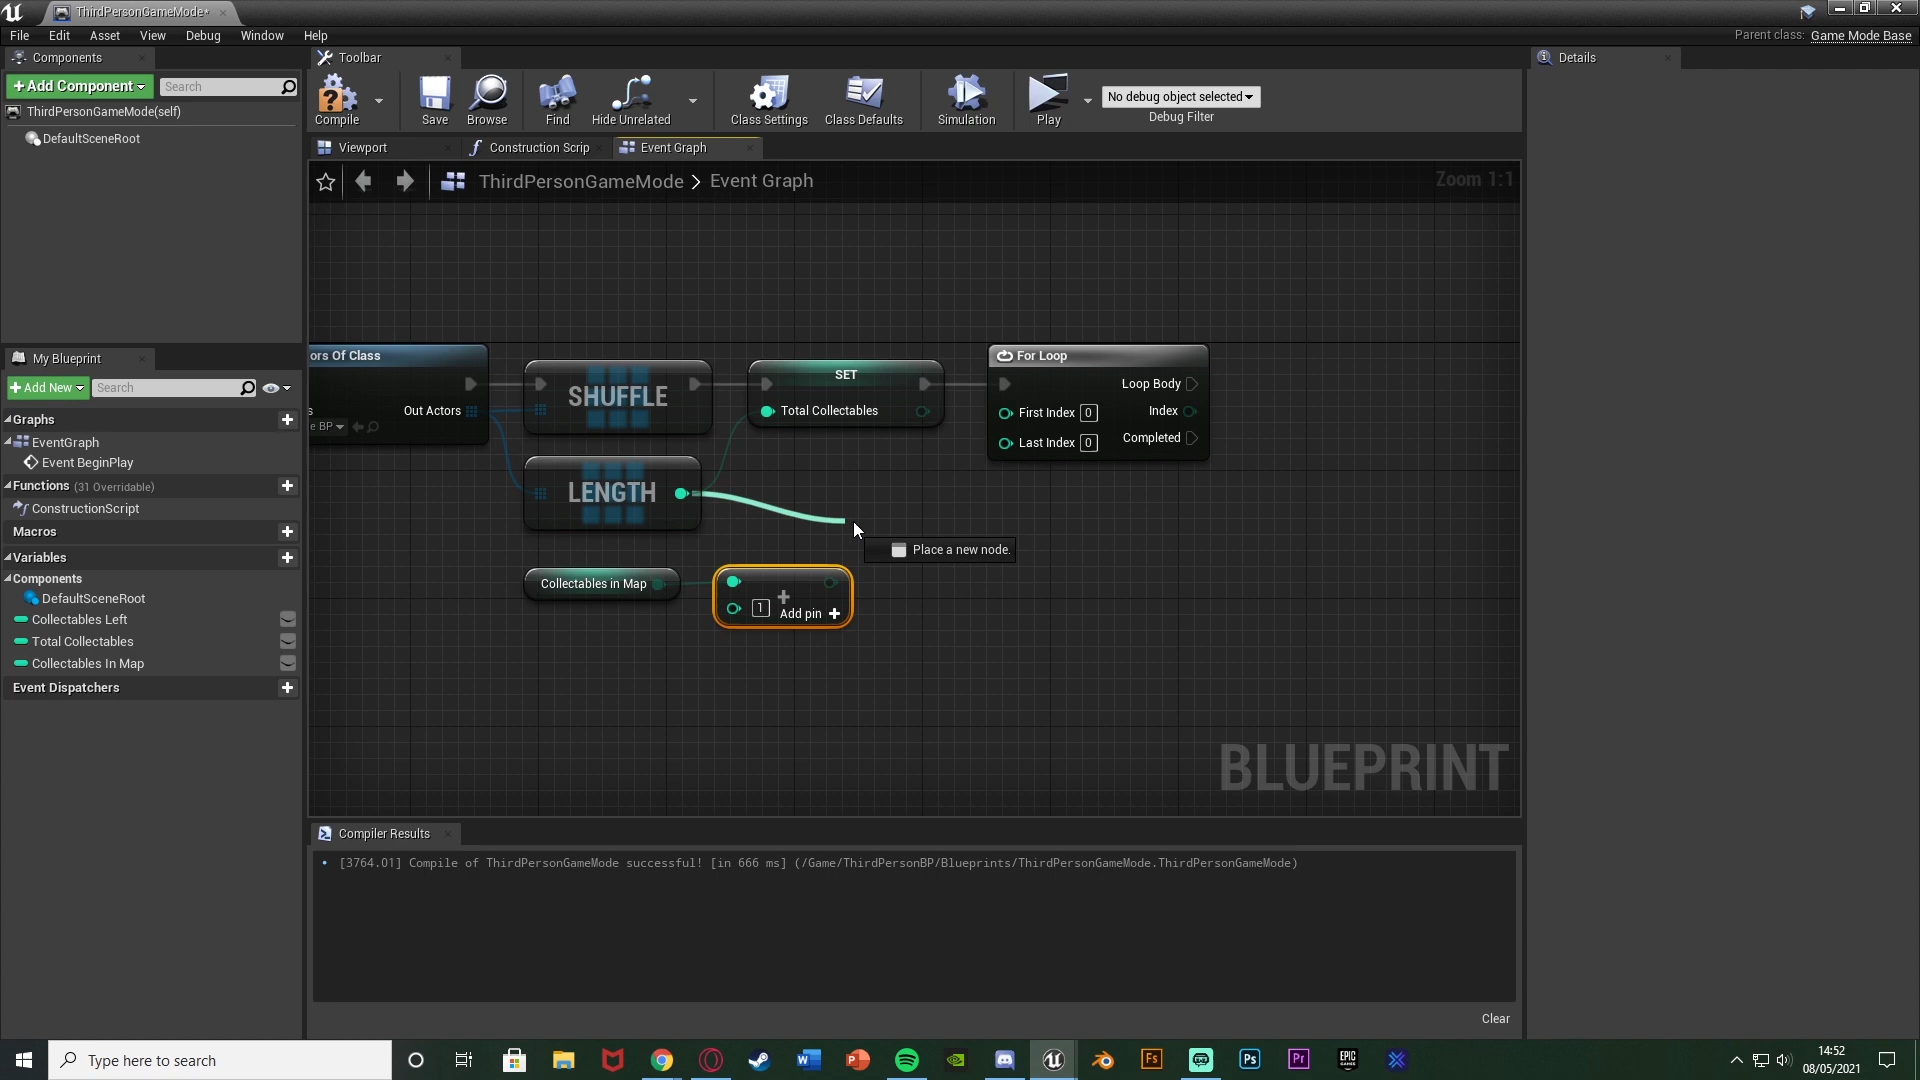 ThirdPersonGameMode*
File Edit Asset View Debug Window Help
Parent class: Game Mode Base
Components
Toolbar
Details
+Add Component
Search
ThirdPersonGameMode(self)
DefaultSceneRoot
Compile
Save
Browse
Find
Hide Unrelated
Class Settings
Class Defaults
Simulation
Play
No debug object selected
Debug Filter
Viewport
Construction Scrip
Event Graph
ThirdPersonGameMode > Event Graph
Zoom 1:1
ors Of Class
s
Out Actors
e BP
SHUFFLE
SET
Total Collectables
For Loop
Loop Body
First Index 0
Index
Last Index 0
Completed
LENGTH
Place a new node.
Collectables in Map
1
Add pin +
BLUEPRINT
My Blueprint
+Add New
Search
Graphs
EventGraph
Event BeginPlay
Functions (31 Overridable)
ConstructionScript
Macros
Variables
Components
DefaultSceneRoot
Collectables Left
Total Collectables
Collectables In Map
Event Dispatchers
Compiler Results
[3764.01] Compile of ThirdPersonGameMode successful! [in 666 ms] (/Game/ThirdPersonBP/Blueprints/ThirdPersonGameMode.ThirdPersonGameMode)
Clear
Type here to search
Fs
Ps
Pr
EPIC GAMES
14:52
08/05/2021